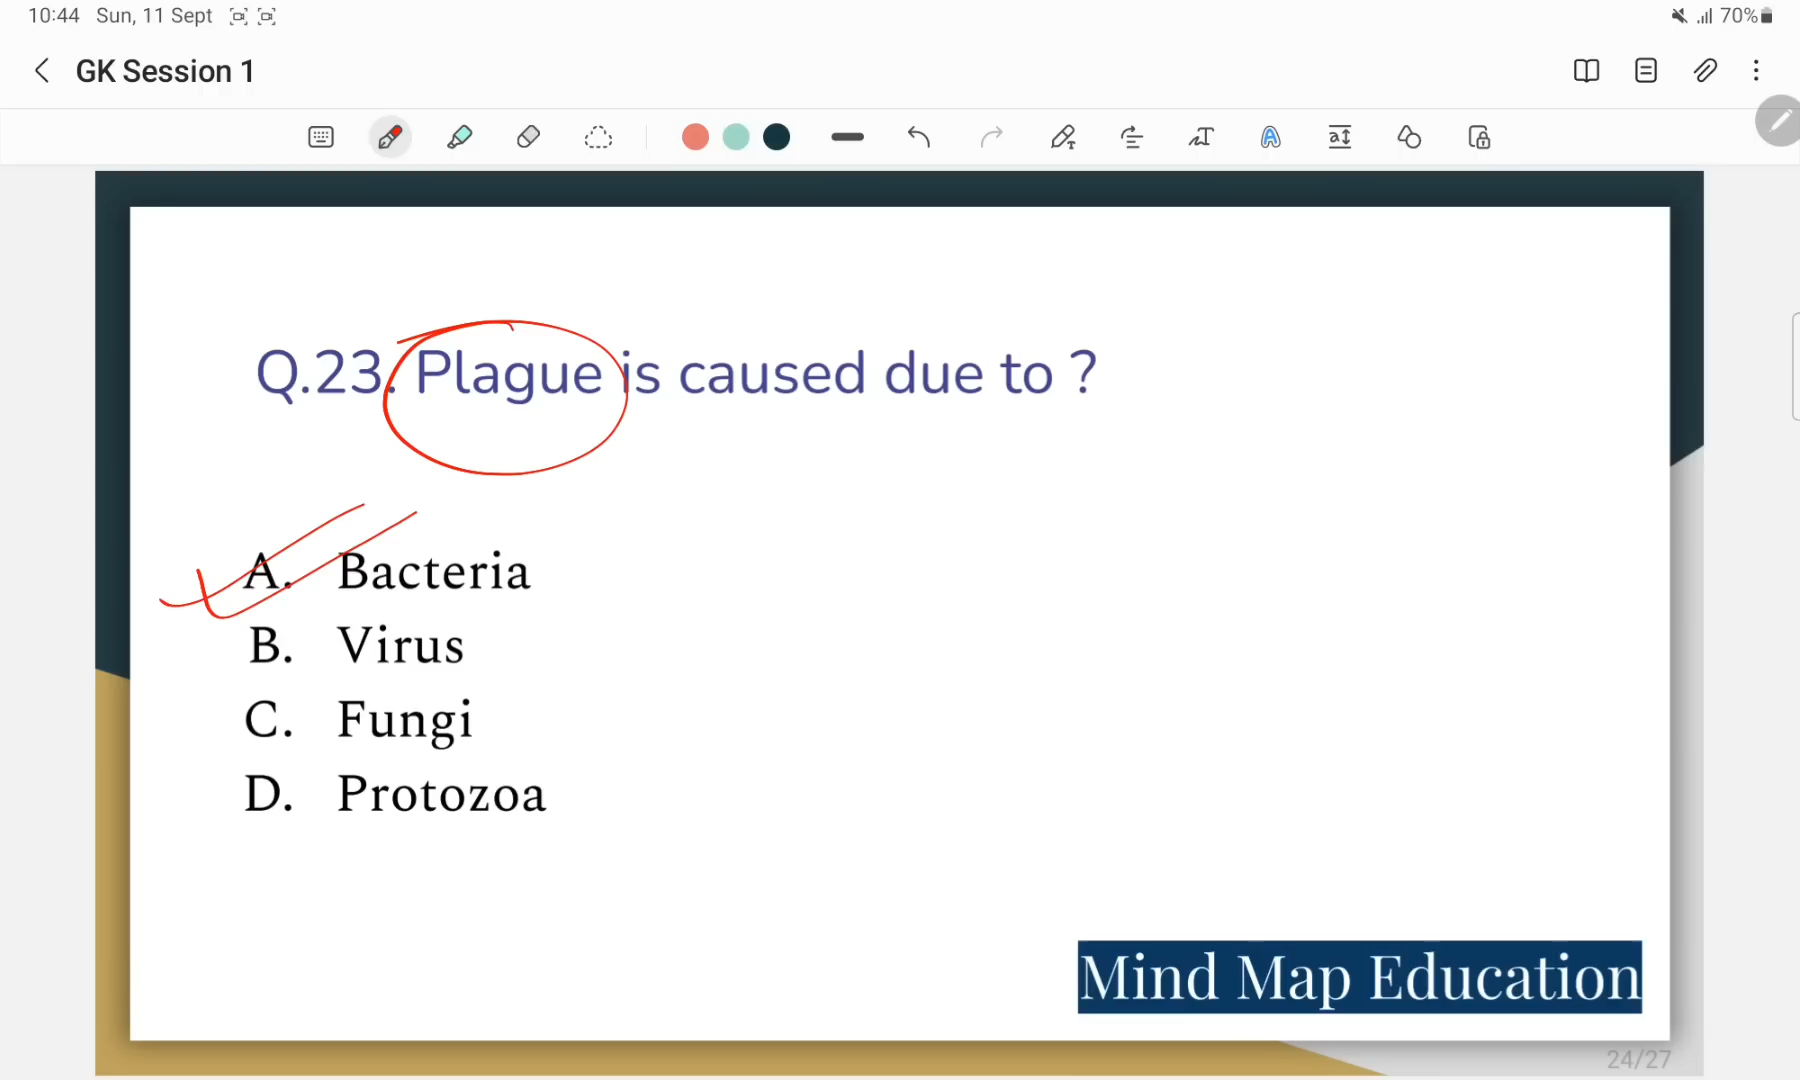 10:44 Sun, 11 Sept 70%
GK Session 1
Q.23. Plague is caused due to ?
A. Bacteria
B. Virus
C. Fungi
D. Protozoa
Mind Map Education
24/27